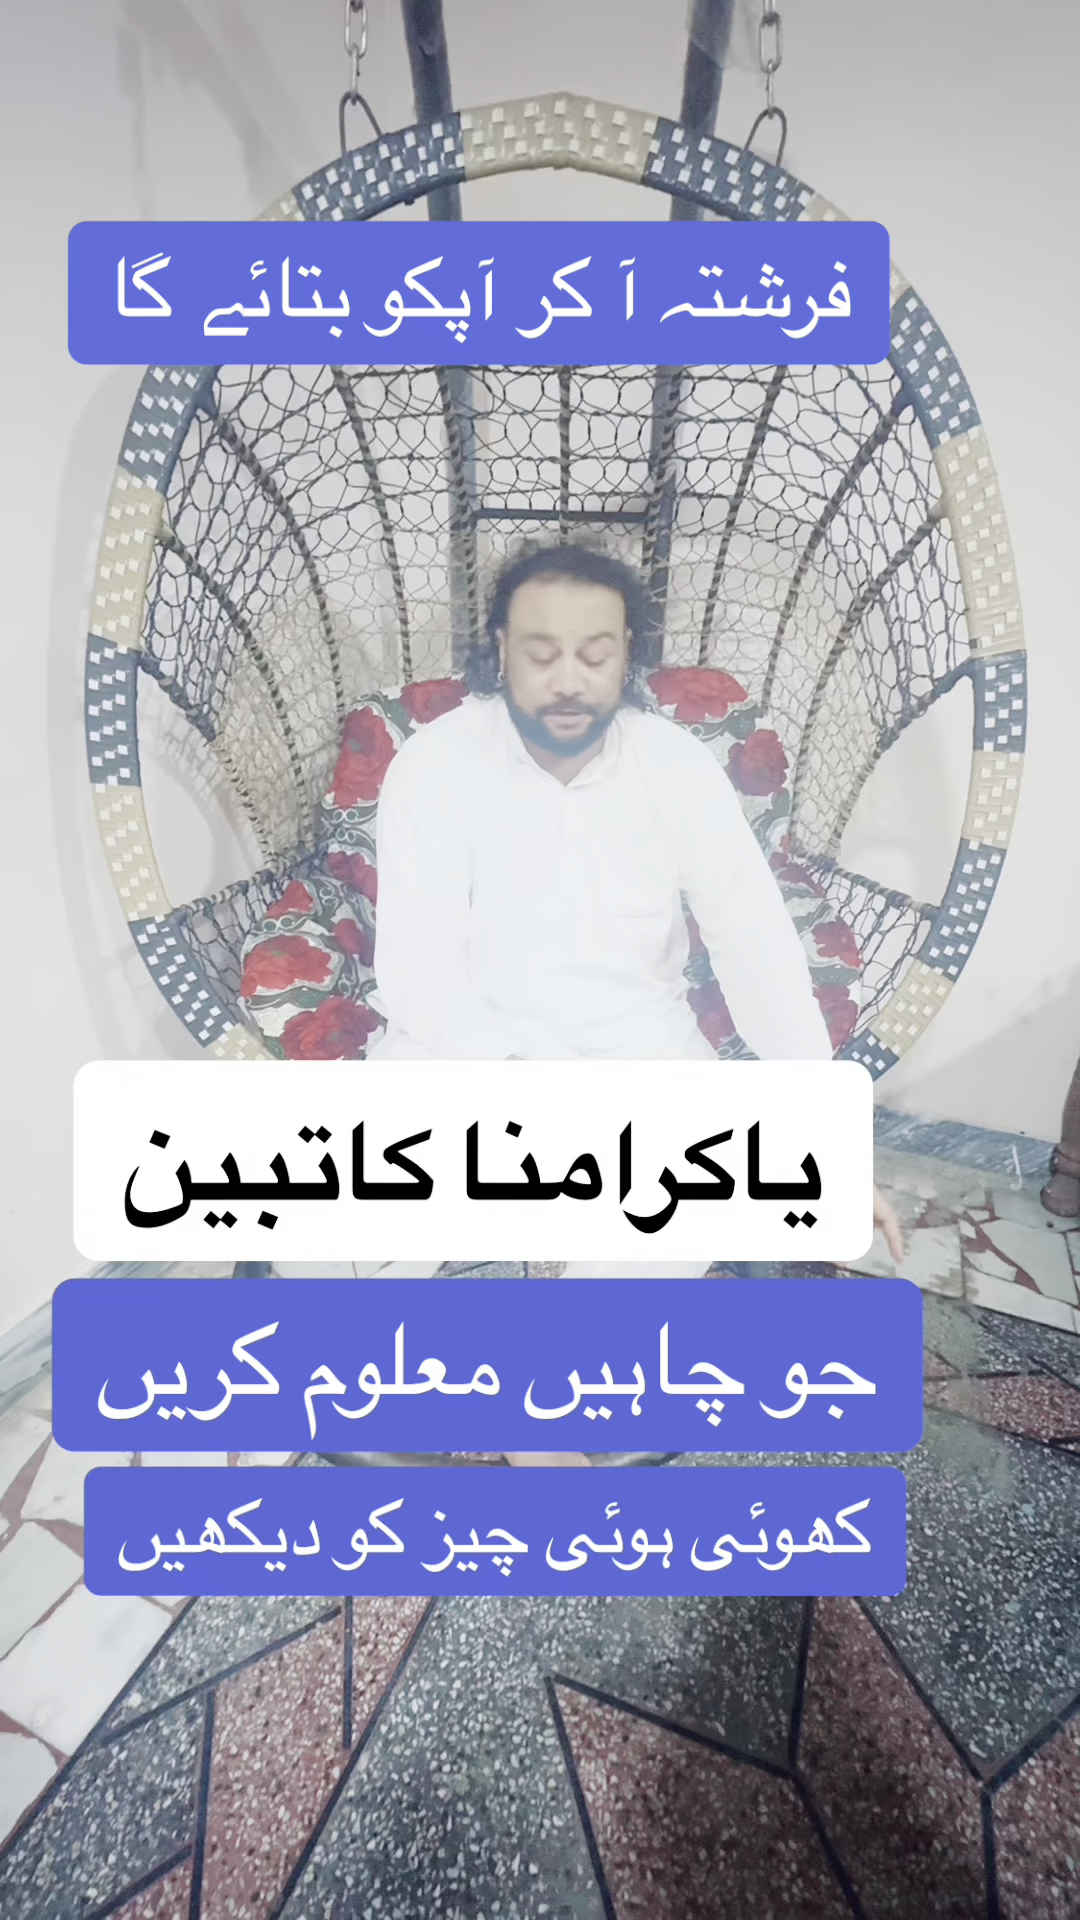 فرشتہ آ کر آپکو بتائے گا
یاکرامنا کاتبین
جو چاہیں معلوم کریں
کھوئی ہوئی چیز کو دیکھیں